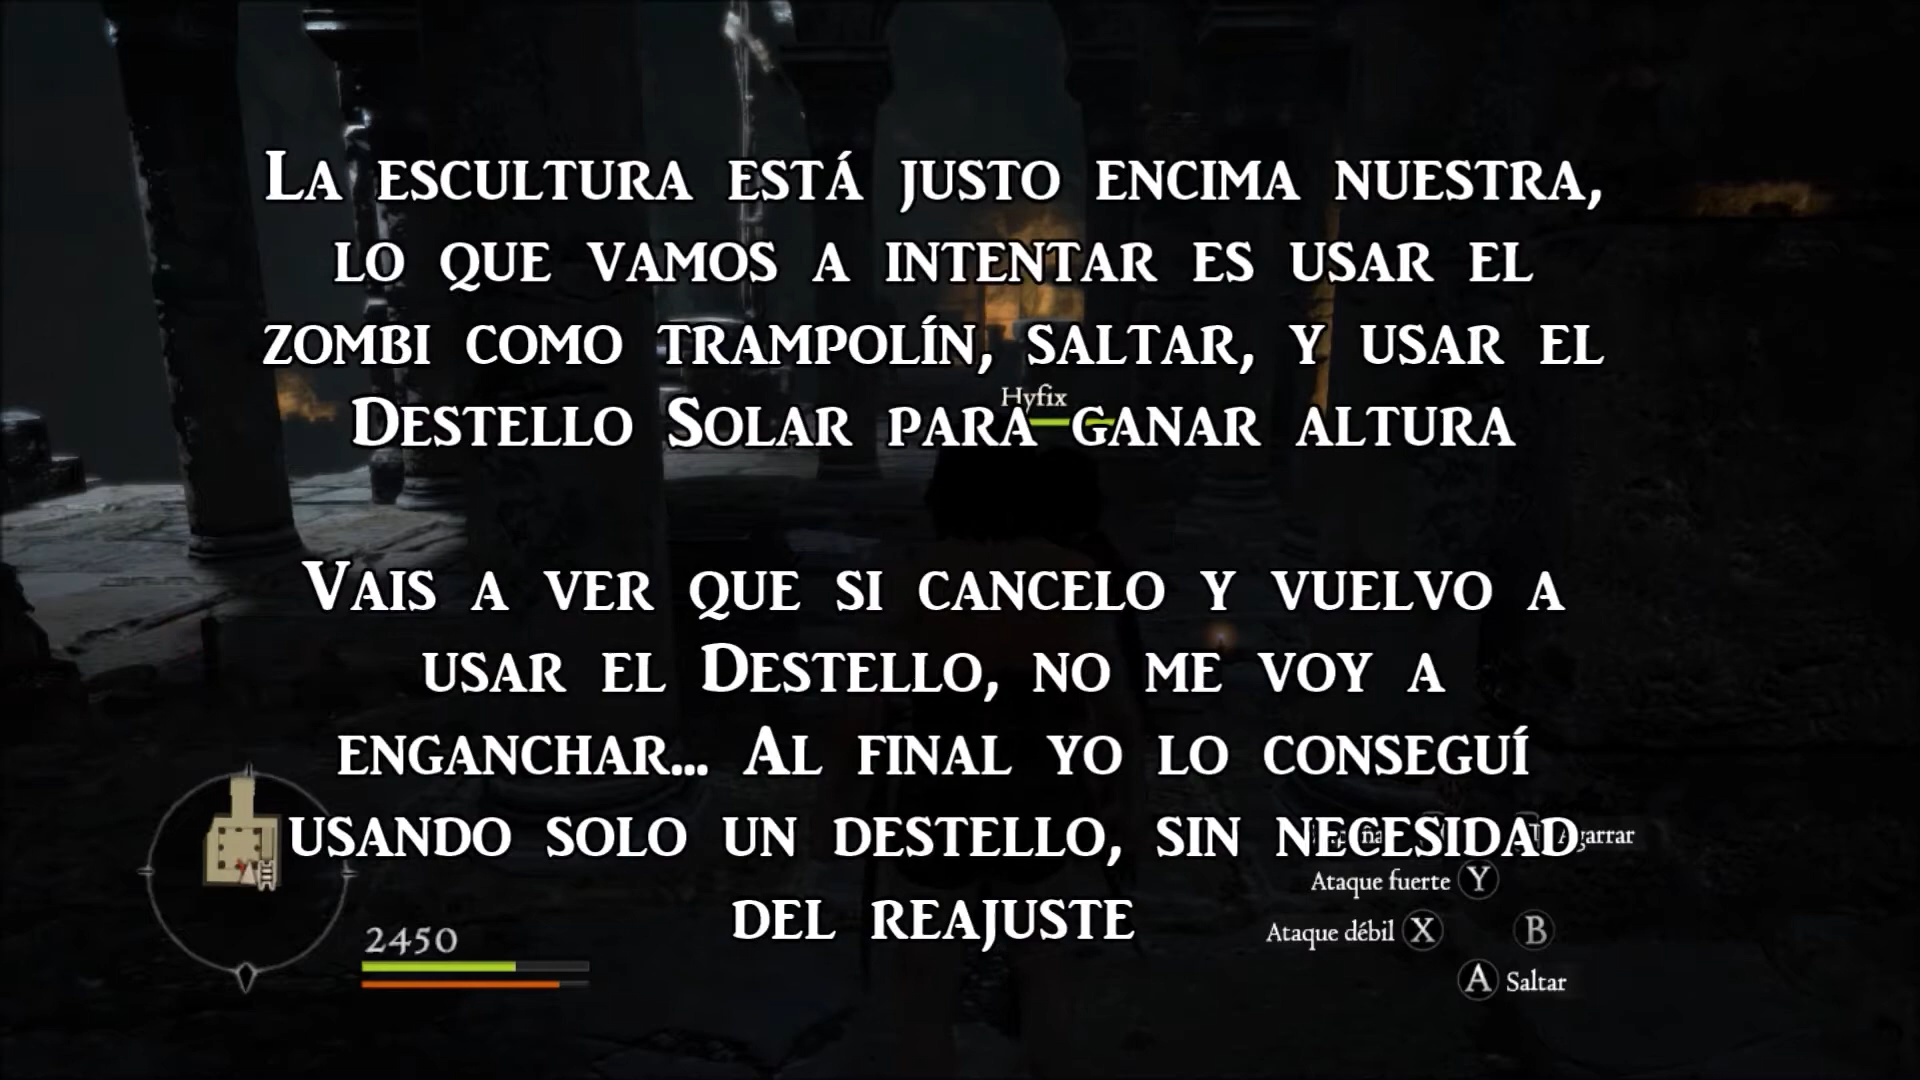 La escultura está justo encima nuestra,
lo que vamos a intentar es usar el
zombi como trampolín, saltar, y usar el
Destello Solar para ganar altura
Hyfix
Vais a ver que si cancelo y vuelvo a
usar el Destello, no me voy a
enganchar... Al final yo lo conseguí
usando solo un destello, sin necesidad
del reajuste
Agarrar
Ataque fuerte Y
Ataque débil X B
A Saltar
2450